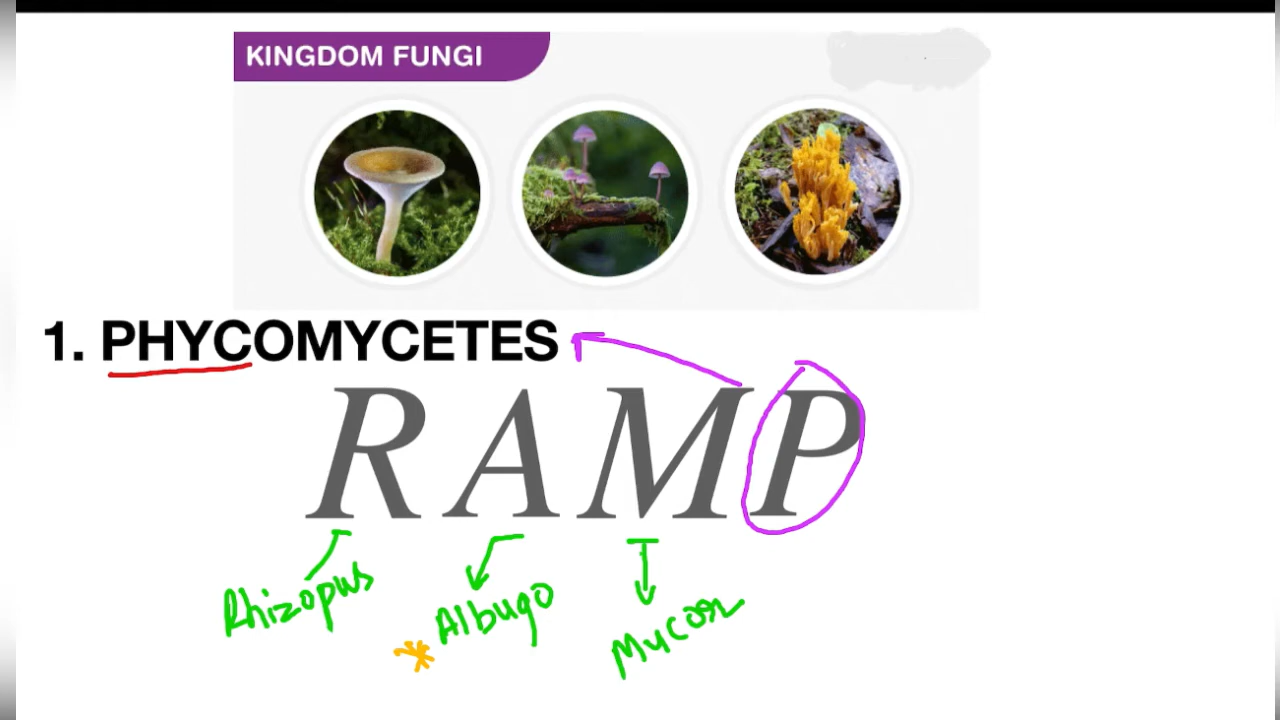 KINGDOM FUNGI
1. PHYCOMYCETES
RAMP
Rhizopus
Albugo
Mucor